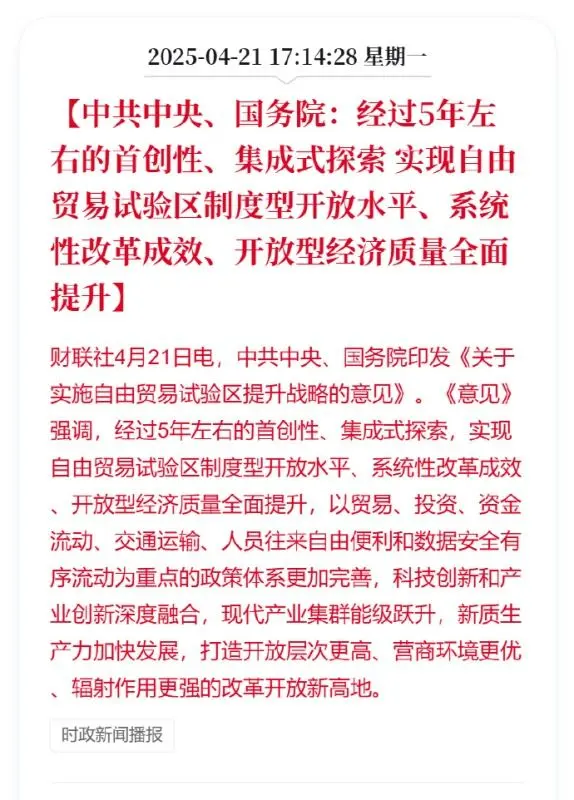 2025-04-21 17:14:28 星期一
【中共中央、国务院：经过5年左
右的首创性、集成式探索 实现自由
贸易试验区制度型开放水平、系统
性改革成效、开放型经济质量全面
提升】
财联社4月21日电，中共中央、国务院印发《关于
实施自由贸易试验区提升战略的意见》。《意见》
强调，经过5年左右的首创性、集成式探索，实现
自由贸易试验区制度型开放水平、系统性改革成效
、开放型经济质量全面提升，以贸易、投资、资金
流动、交通运输、人员往来自由便利和数据安全有
序流动为重点的政策体系更加完善，科技创新和产
业创新深度融合，现代产业集群能级跃升，新质生
产力加快发展，打造开放层次更高、营商环境更优
、辐射作用更强的改革开放新高地。
时政新闻播报